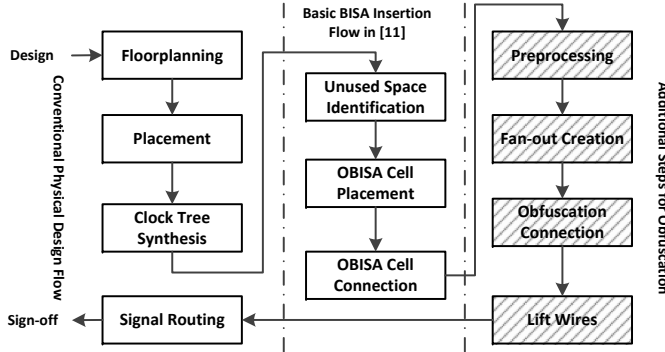 Design
Conventional Physical Design Flow
Floorplanning
Placement
Clock Tree
Synthesis
Signal Routing
Sign-off
Basic BISA Insertion
Flow in [11]
Unused Space
Identification
OBISA Cell
Placement
OBISA Cell
Connection
Preprocessing
Fan-out Creation
Obfuscation
Connection
Lift Wires
Additional Steps for Obfuscation